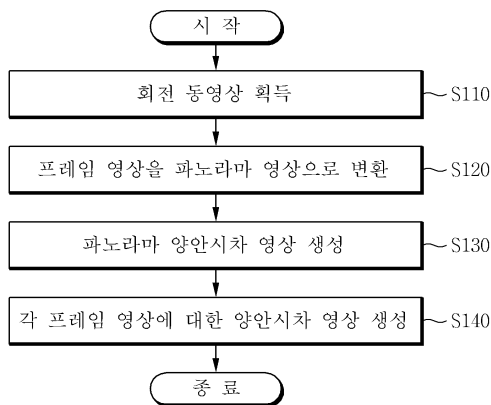 시 작
회전 동영상 획득
S110
프레임 영상을 파노라마 영상으로 변환
S120
파노라마 양안시차 영상 생성
S130
각 프레임 영상에 대한 양안시차 영상 생성
S140
종 료